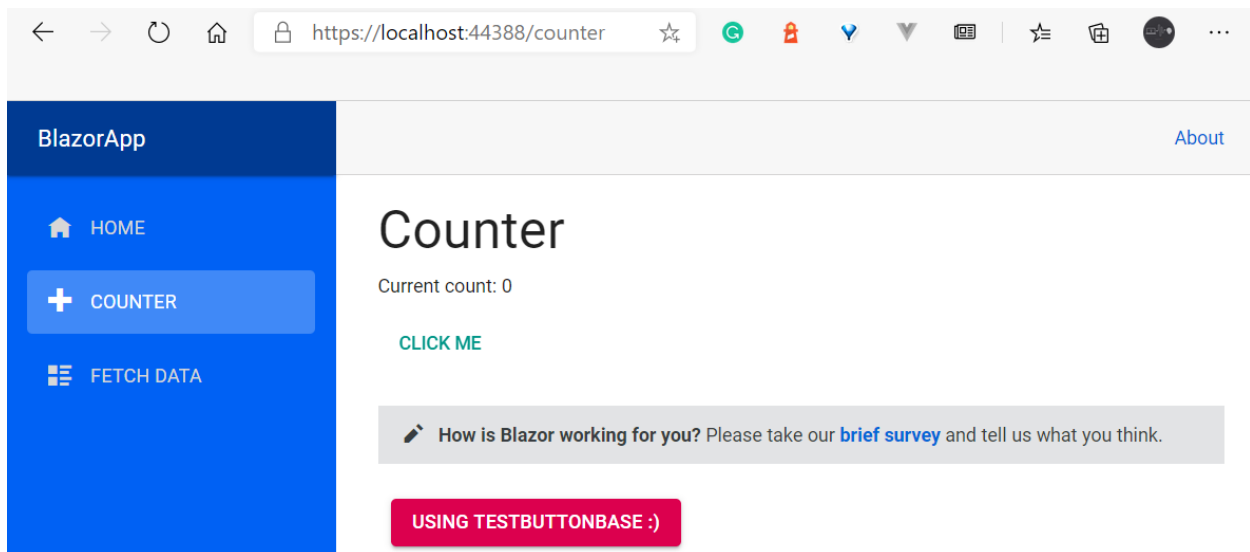 https://localhost:44388/counter
BlazorApp
About
HOME
COUNTER
FETCH DATA
Counter
Current count: 0
CLICK ME
How is Blazor working for you? Please take our brief survey and tell us what you think.
USING TESTBUTTONBASE :)